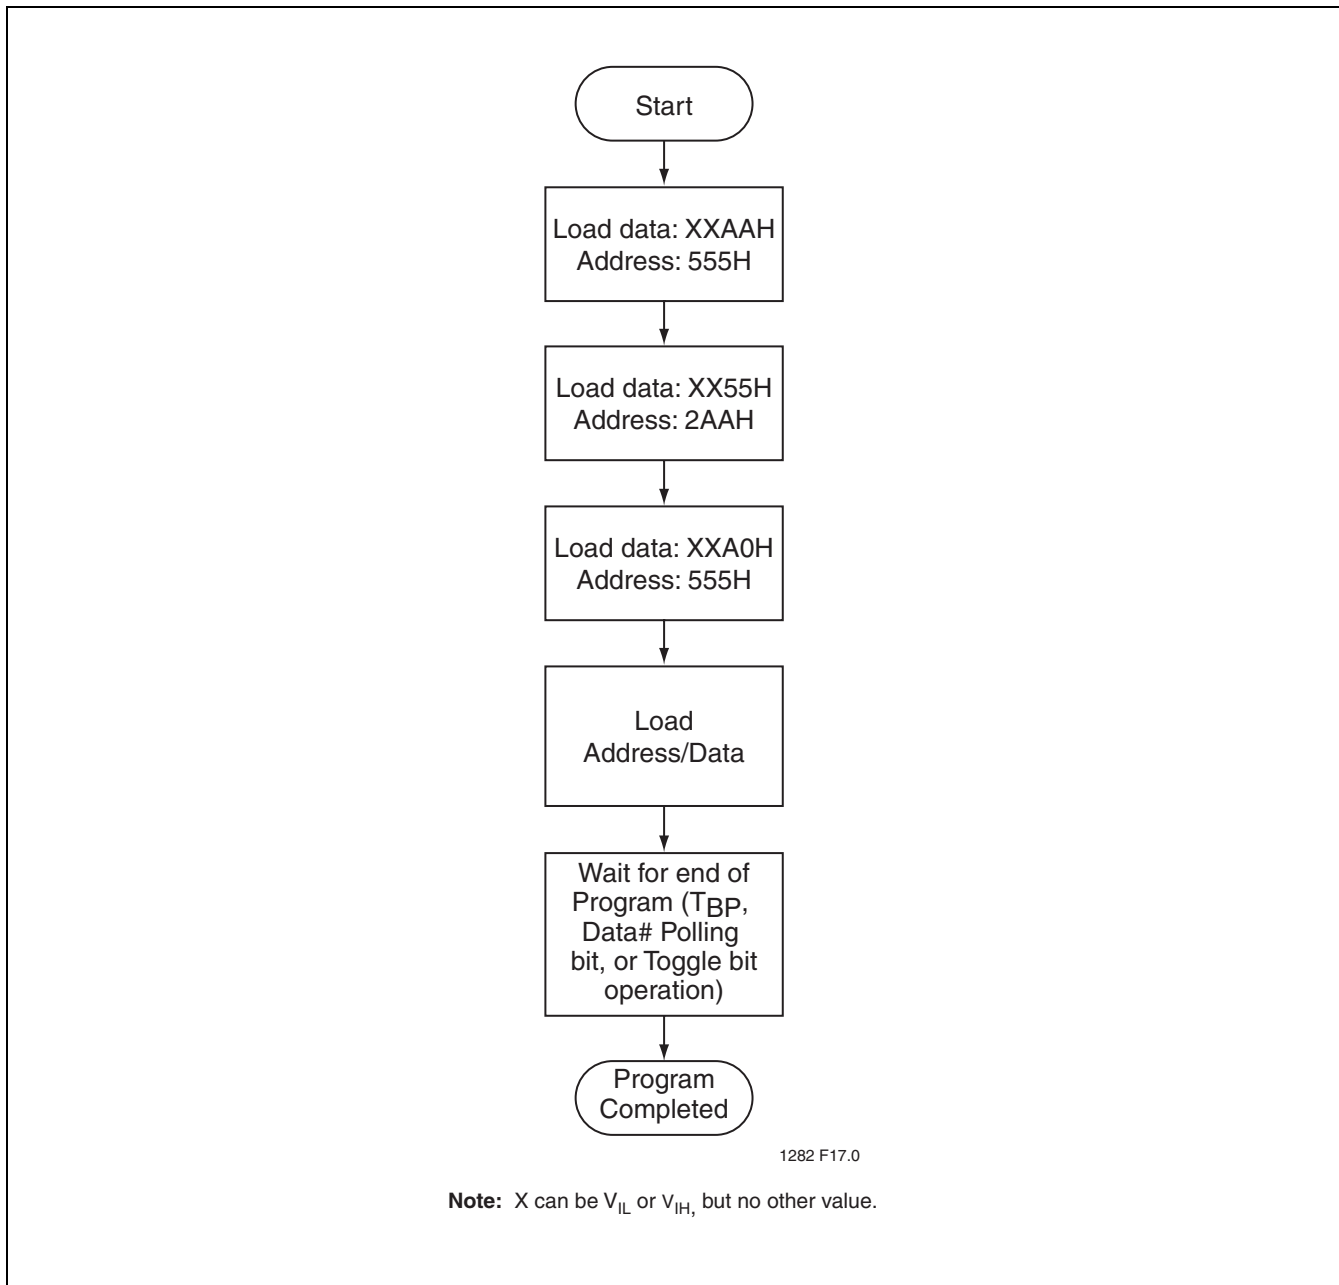 Start
Load data: XXAAH
Address: 555H
Load data: XX55H
Address: 2AAH
Load data: XXA0H
Address: 555H
Load
Address/Data
Wait for end of
Program (TBP,
Data# Polling
bit, or Toggle bit
operation)
Program
Completed
1282 F17.0
Note: X can be VIL or VIH, but no other value.